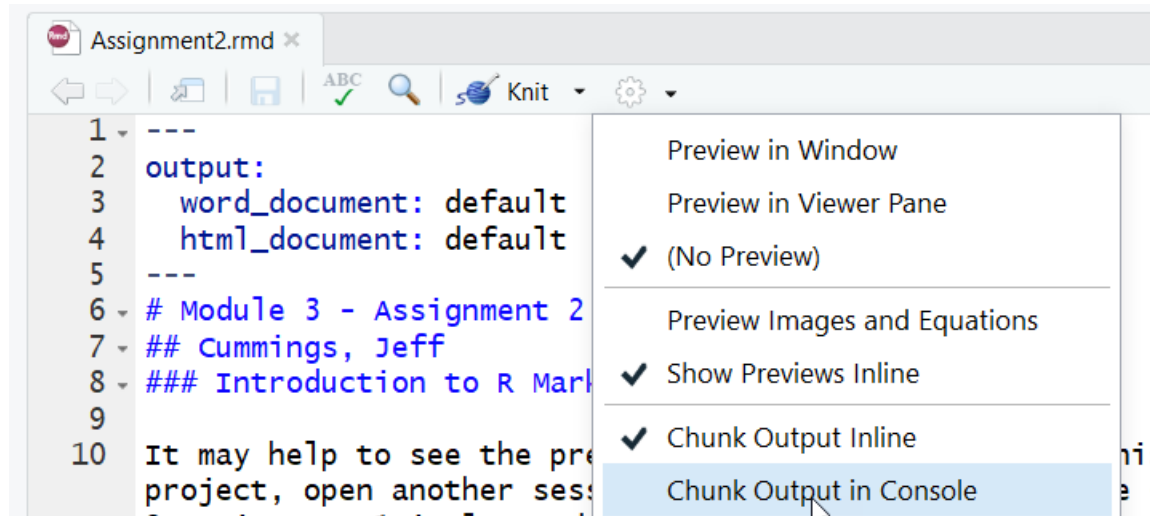 Rmd Assignment2.rmd ×
ABC Knit
1 ---
2 output:
3 word_document: default
4 html_document: default
5 ---
6 # Module 3 - Assignment 2
7 ## Cummings, Jeff
8 ### Introduction to R Mark
9
10 It may help to see the pre
project, open another sess
Preview in Window
Preview in Viewer Pane
(No Preview)
Preview Images and Equations
Show Previews Inline
Chunk Output Inline
Chunk Output in Console